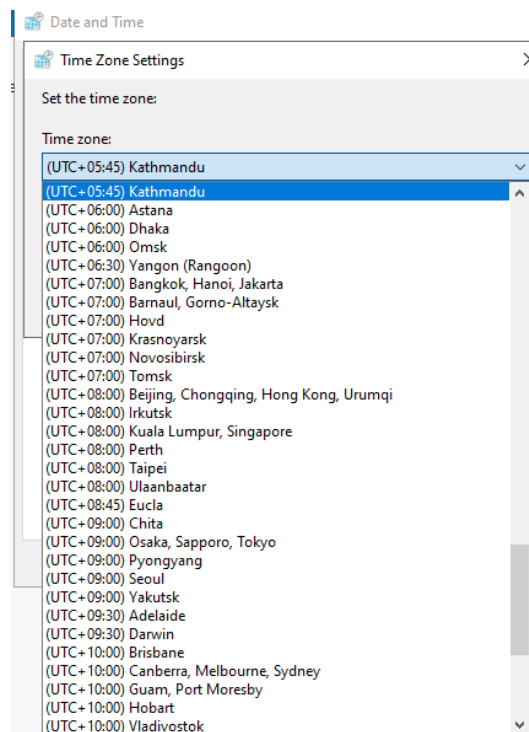 Date and Time
Time Zone Settings
Set the time zone:
Time zone:
(UTC+05:45) Kathmandu
(UTC+05:45) Kathmandu
(UTC+06:00) Astana
(UTC+06:00) Dhaka
(UTC+06:00) Omsk
(UTC+06:30) Yangon (Rangoon)
(UTC+07:00) Bangkok, Hanoi, Jakarta
(UTC+07:00) Barnaul, Gorno-Altaysk
(UTC+07:00) Hovd
(UTC+07:00) Krasnoyarsk
(UTC+07:00) Novosibirsk
(UTC+07:00) Tomsk
(UTC+08:00) Beijing, Chongqing, Hong Kong, Urumqi
(UTC+08:00) Irkutsk
(UTC+08:00) Kuala Lumpur, Singapore
(UTC+08:00) Perth
(UTC+08:00) Taipei
(UTC+08:00) Ulaanbaatar
(UTC+08:45) Eucla
(UTC+09:00) Chita
(UTC+09:00) Osaka, Sapporo, Tokyo
(UTC+09:00) Pyongyang
(UTC+09:00) Seoul
(UTC+09:00) Yakutsk
(UTC+09:30) Adelaide
(UTC+09:30) Darwin
(UTC+10:00) Brisbane
(UTC+10:00) Canberra, Melbourne, Sydney
(UTC+10:00) Guam, Port Moresby
(UTC+10:00) Hobart
(UTC+10:00) Vladivostok